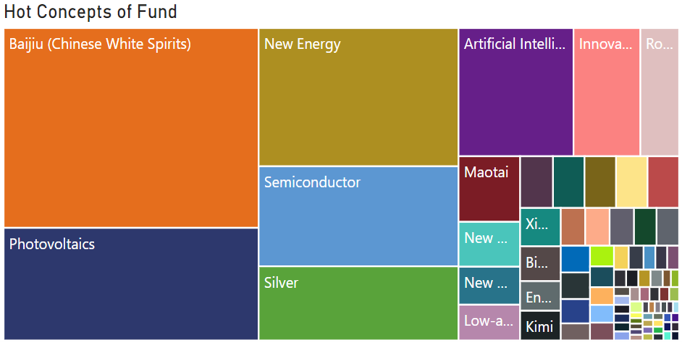 Hot Concepts of Fund
Baijiu (Chinese White Spirits)
New Energy
Artificial Intelli...
Innova...
Ro...
Semiconductor
Maotai
Photovoltaics
Silver
New ...
New ...
Low-a...
Xi...
Bi...
En...
Kimi